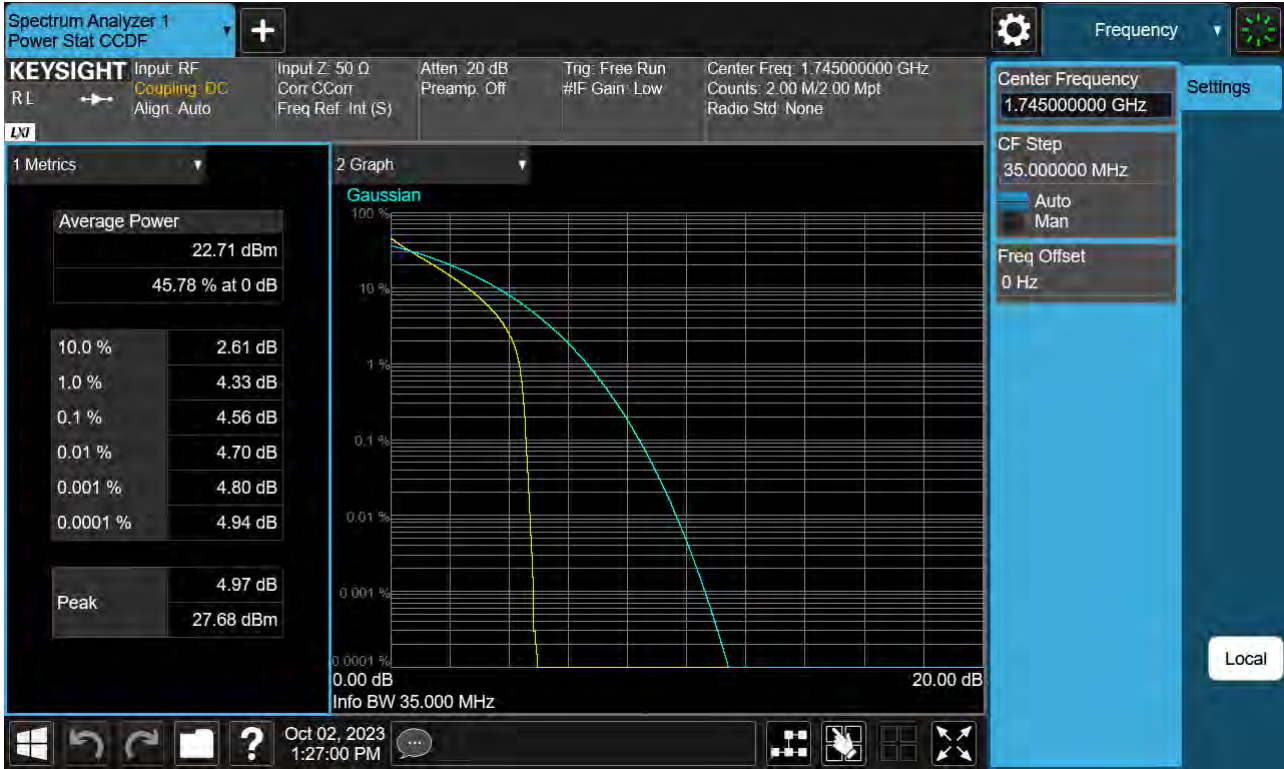 Spectrum Analyzer 1
Power Stat CCDF
Frequency
KEYSIGHT
R L
LXI
Input: RF
Coupling: DC
Align: Auto
Input Z: 50 Ω
Corr CCorr
Freq Ref: Int (S)
Atten: 20 dB
Preamp: Off
Trig: Free Run
#IF Gain: Low
Center Freq: 1.745000000 GHz
Counts: 2.00 M/2.00 Mpt
Radio Std: None
Center Frequency
1.745000000 GHz
Settings
CF Step
35.000000 MHz
Auto
Man
Freq Offset
0 Hz
1 Metrics
Average Power
22.71 dBm
45.78 % at 0 dB
10.0 % 2.61 dB
1.0 % 4.33 dB
0.1 % 4.56 dB
0.01 % 4.70 dB
0.001 % 4.80 dB
0.0001 % 4.94 dB
Peak
4.97 dB
27.68 dBm
2 Graph
Gaussian
100 %
10 %
1 %
0.1 %
0.01 %
0.001 %
0.0001 %
0.00 dB
20.00 dB
Info BW 35.000 MHz
Local
?
Oct 02, 2023
1:27:00 PM